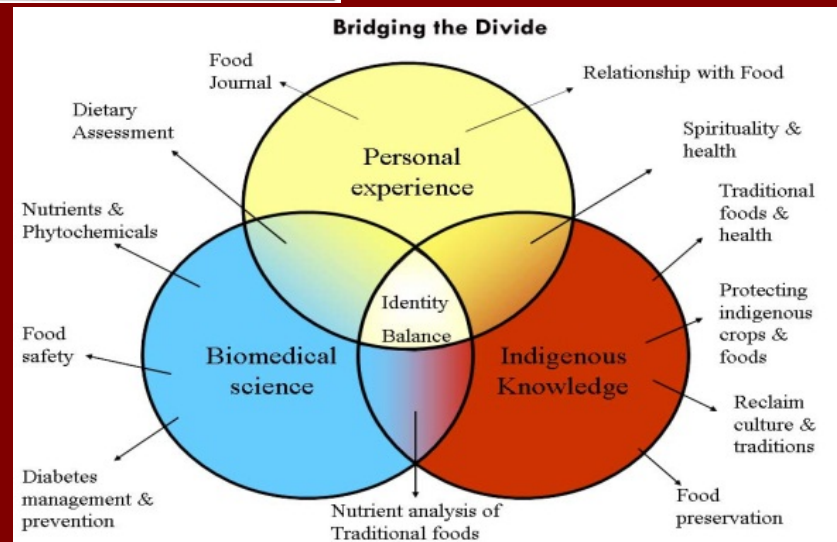 Bridging the Divide
Food
Journal
Relationship with Food
Dietary
Assessment
Spirituality &
health
Personal
experience
Traditional
foods &
health
Nutrients &
Phytochemicals
Identity
Balance
Protecting
indigenous
crops &
foods
Food
safety
Biomedical
science
Indigenous
Knowledge
Reclaim
culture &
traditions
Diabetes
management &
prevention
Nutrient analysis of
Traditional foods
Food
preservation